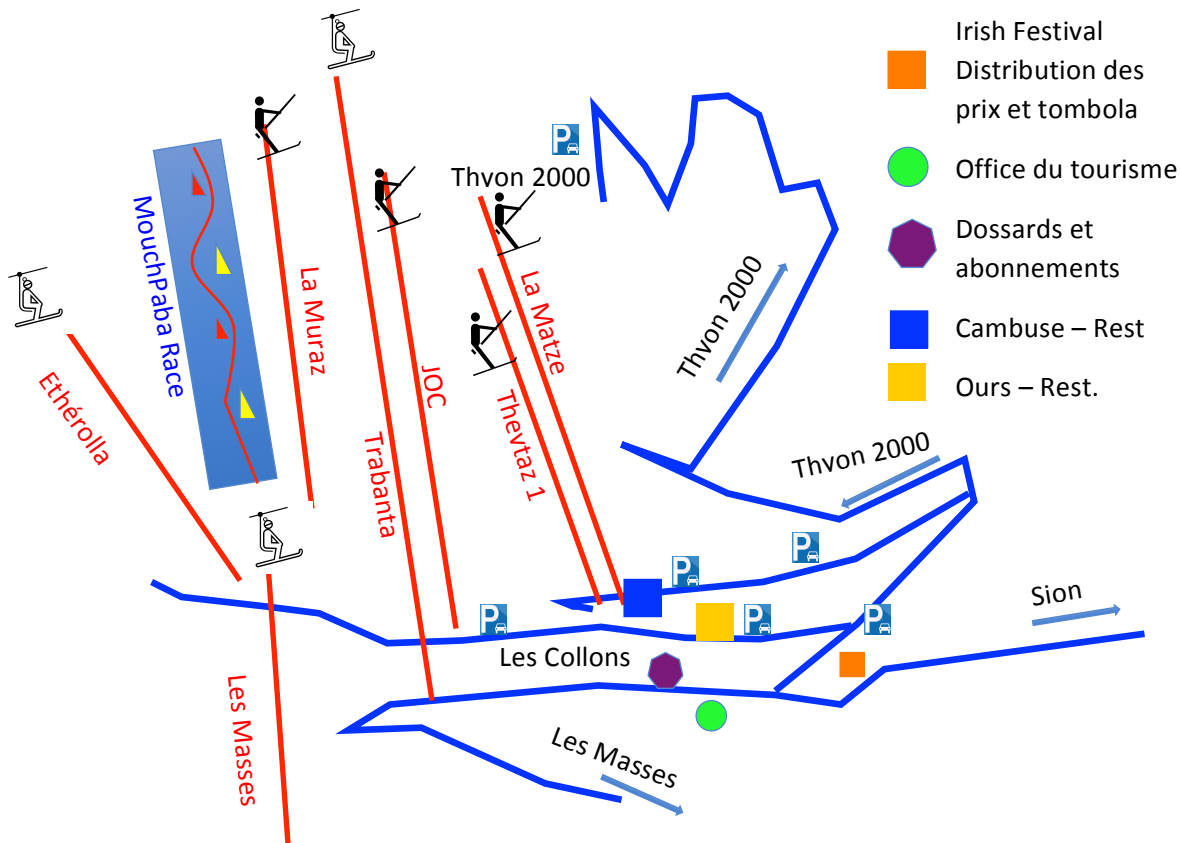 Irish Festival
Distribution des
prix et tombola
Office du tourisme
Dossards et
abonnements
Cambuse – Rest
Ours – Rest.
Thvon 2000
Thvon 2000
Thvon 2000
MouchPaba Race
La Muraz
La Matze
JOC
Thevtaz 1
Ethérolla
Trabanta
Les Masses
Les Collons
Les Masses
Sion
P
P
P
P
P
P